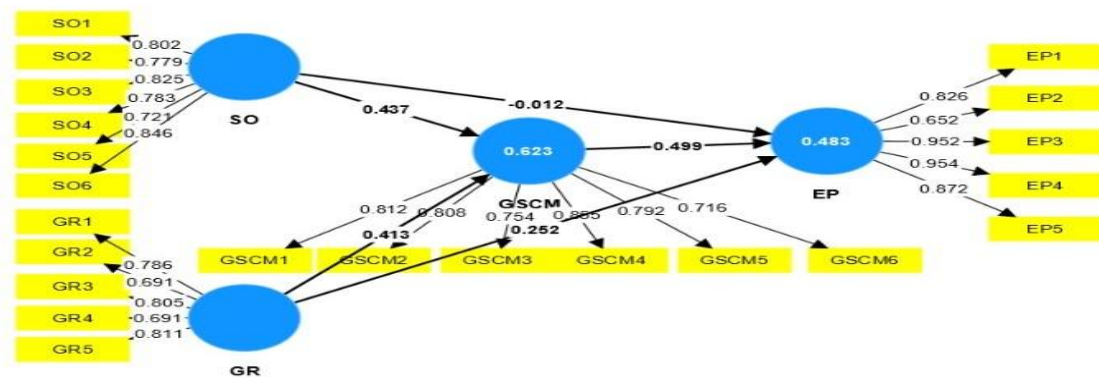 SO1
SO2
SO3
SO4
SO5
SO6
0.802
0.779
0.825
0.783
0.721
0.846
SO
GR1
GR2
GR3
GR4
GR5
0.786
0.691
0.805
0.691
0.811
GR
0.437
-0.012
0.413
0.252
0.499
0.623
GSCM
0.812
0.808
0.754
0.792
0.716
GSCM1
GSCM2
GSCM3
GSCM4
GSCM5
GSCM6
0.483
EP
0.826
0.652
0.952
0.954
0.872
EP1
EP2
EP3
EP4
EP5